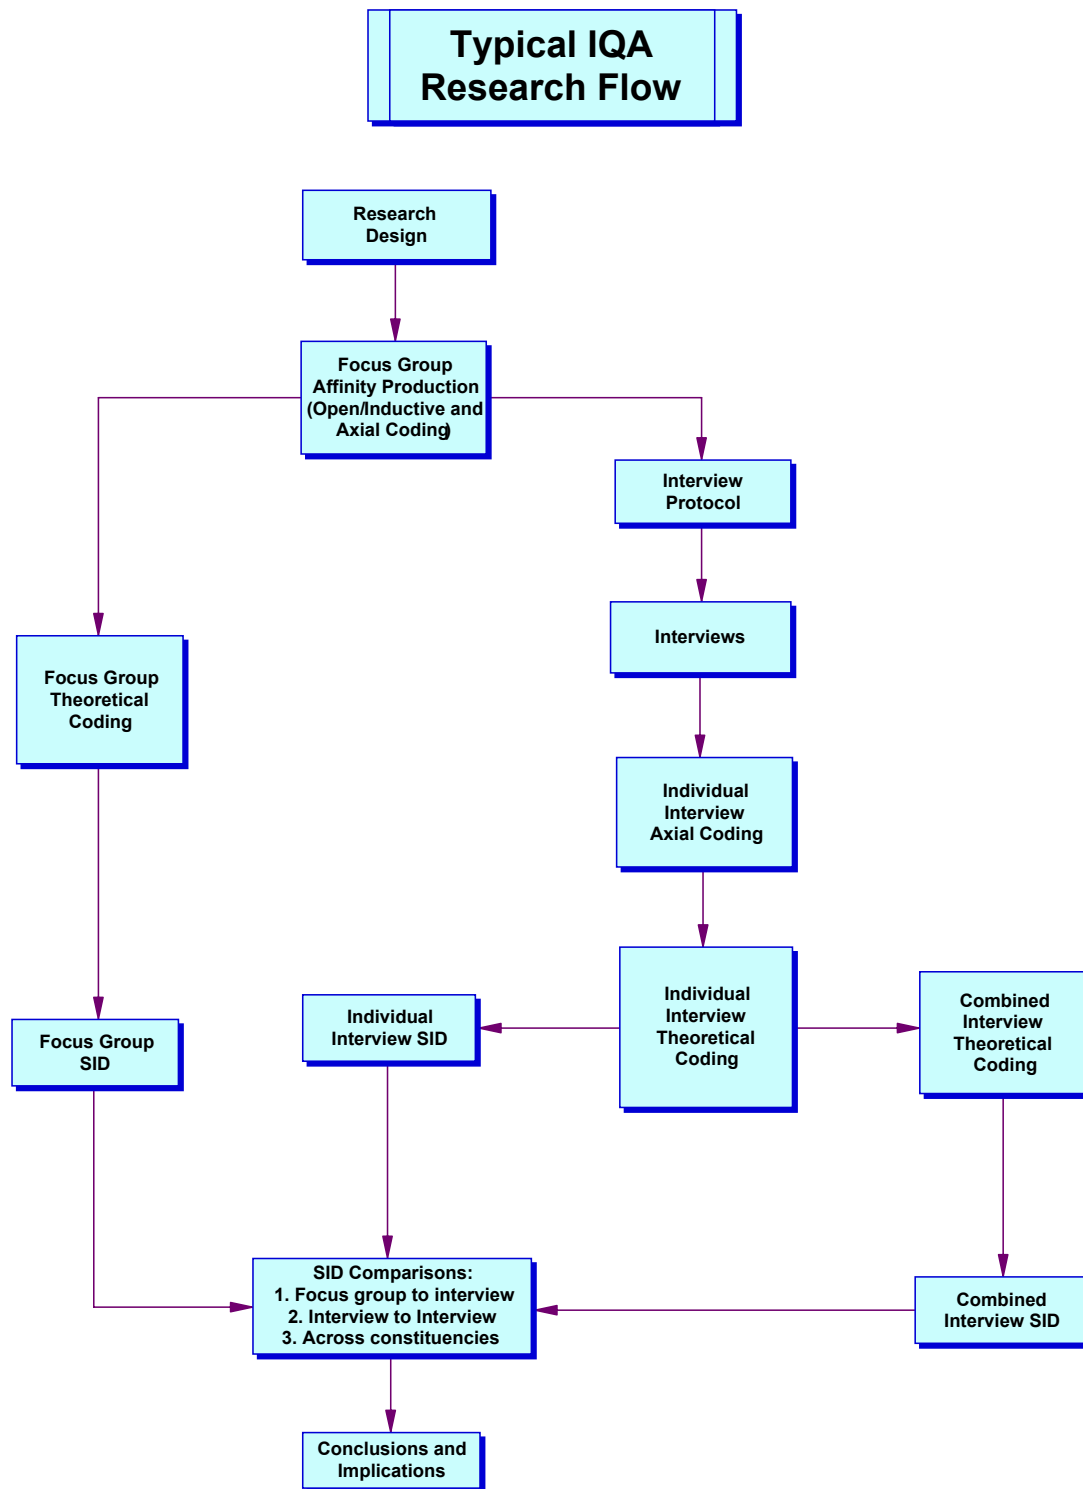 Typical IQA
Research Flow
Research
Design
Focus Group
Affinity Production
(Open/Inductive and
Axial Coding)
Interview
Protocol
Interviews
Focus Group
Theoretical
Coding
Individual
Interview
Axial Coding
Individual
Interview
Theoretical
Coding
Combined
Interview
Theoretical
Coding
Individual
Interview SID
Focus Group
SID
SID Comparisons:
1. Focus group to interview
2. Interview to Interview
3. Across constituencies
Combined
Interview SID
Conclusions and
Implications